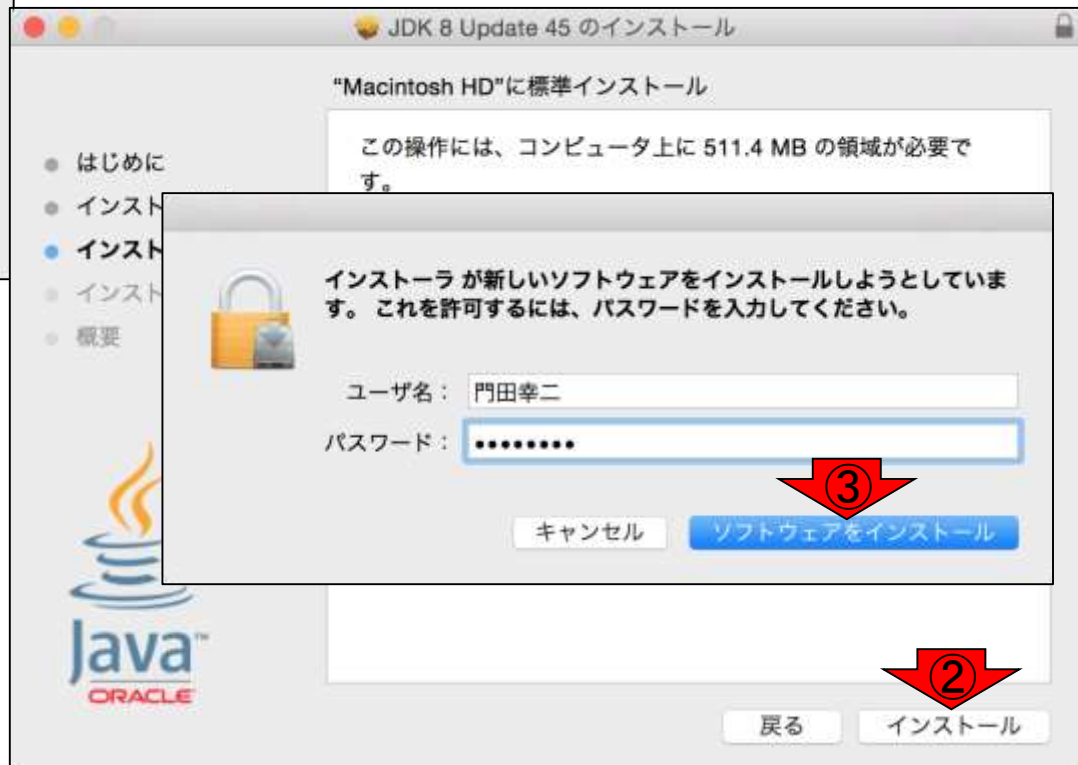 JDK 8 Update 45 のインストール
“Macintosh HD”に標準インストール
この操作には、コンピュータ上に 511.4 MB の領域が必要で
す。
はじめに
インスト
インスト
インスト
概要
インストーラ が新しいソフトウェアをインストールしようとしていま
す。 これを許可するには、パスワードを入力してください。
ユーザ名： 門田幸二
パスワード： ••••••••
③
キャンセル ソフトウェアをインストール
Java™
ORACLE
②
戻る インストール